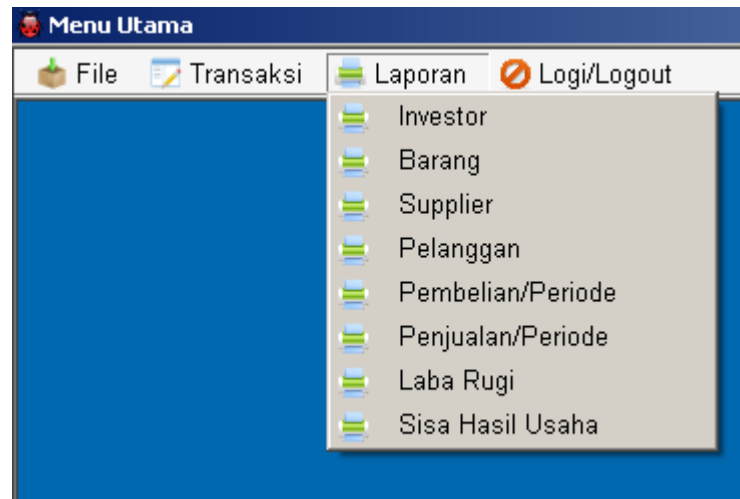 Menu Utama
File Transaksi Laporan Logi/Logout
Investor
Barang
Supplier
Pelanggan
Pembelian/Periode
Penjualan/Periode
Laba Rugi
Sisa Hasil Usaha